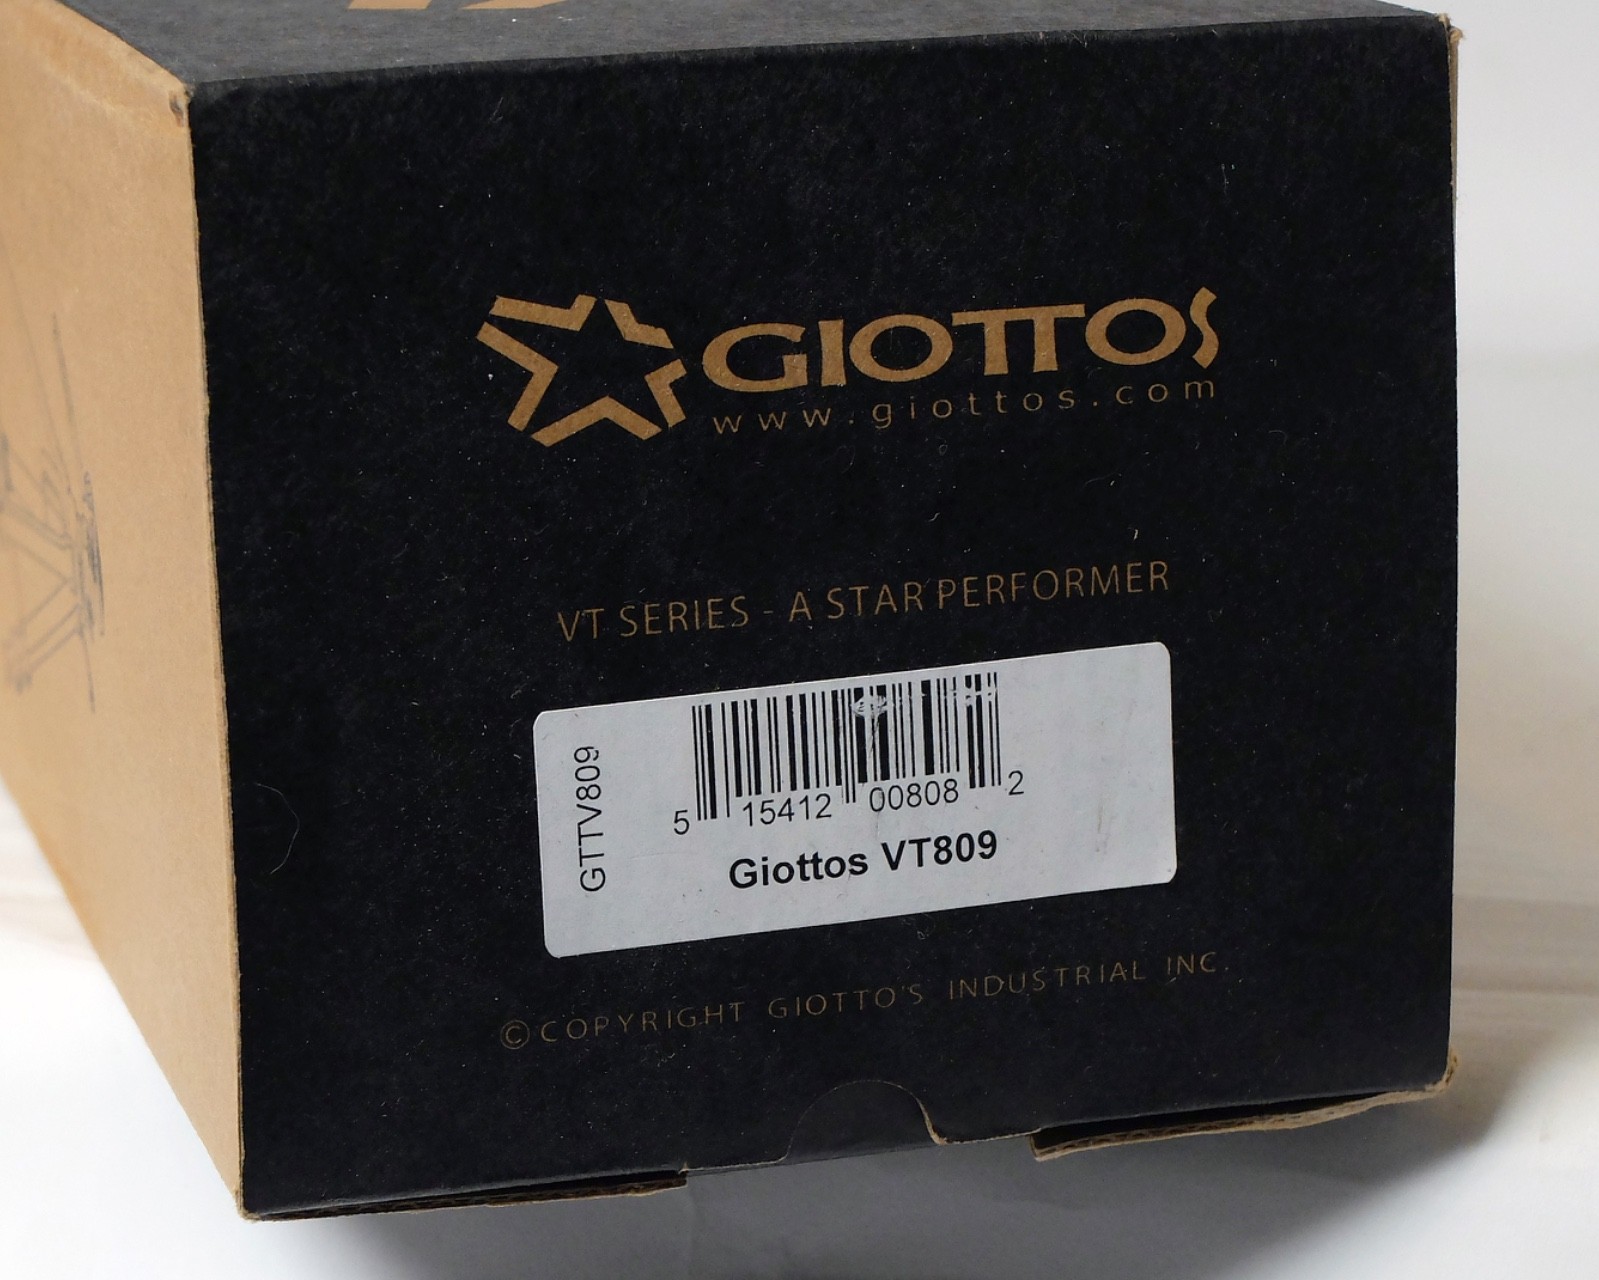 GIOTTOS
www.giottos.com
VT SERIES - A STAR PERFORMER
GTTV809
5 15412 00808 2
Giottos VT809
© COPYRIGHT GIOTTO'S INDUSTRIAL INC.